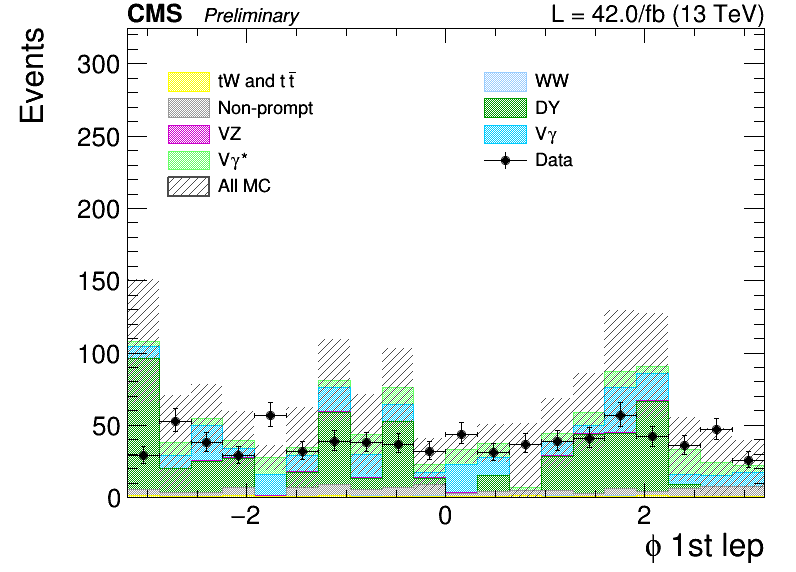 CMS Preliminary L = 42.0/fb (13 TeV)
Events
300
250
200
150
100
50
0
tW and t t̅
Non-prompt
VZ
Vγ*
All MC
WW
DY
Vγ
Data
−2 0 2
ϕ 1st lep